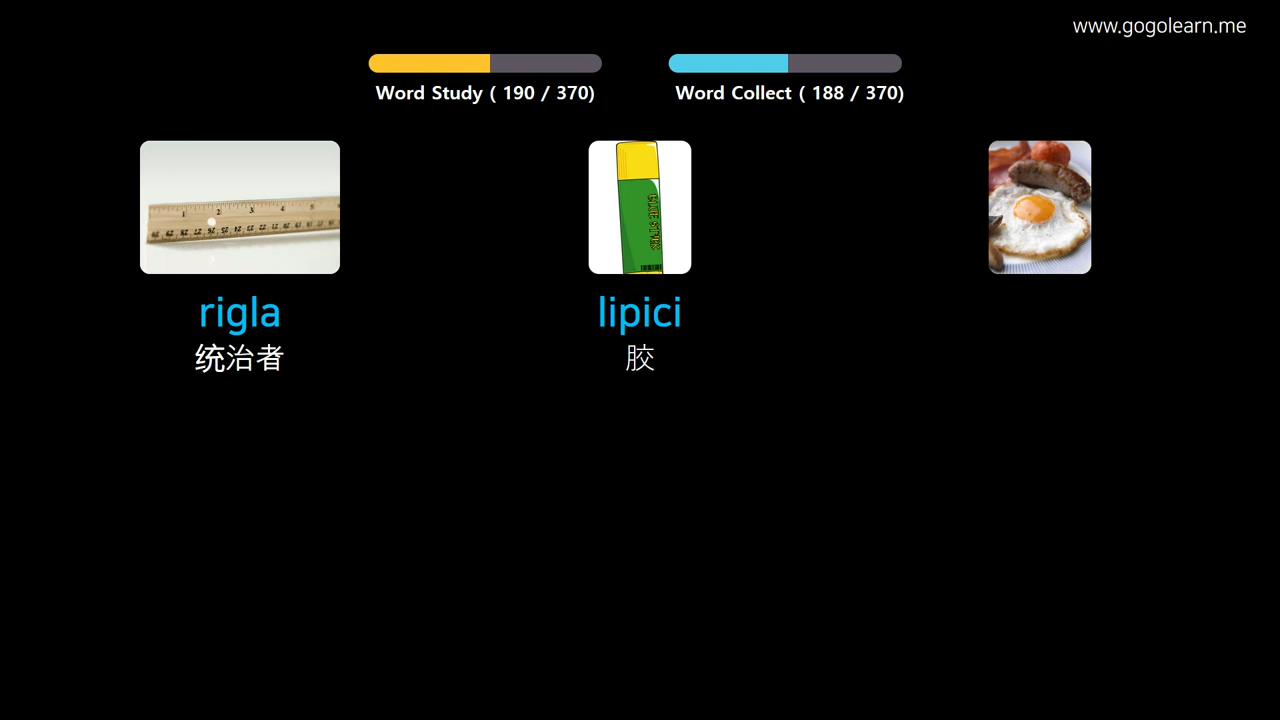 www.gogolearn.me
Word Study ( 190 / 370)
Word Collect ( 188 / 370)
rigla
统治者
lipici
胶